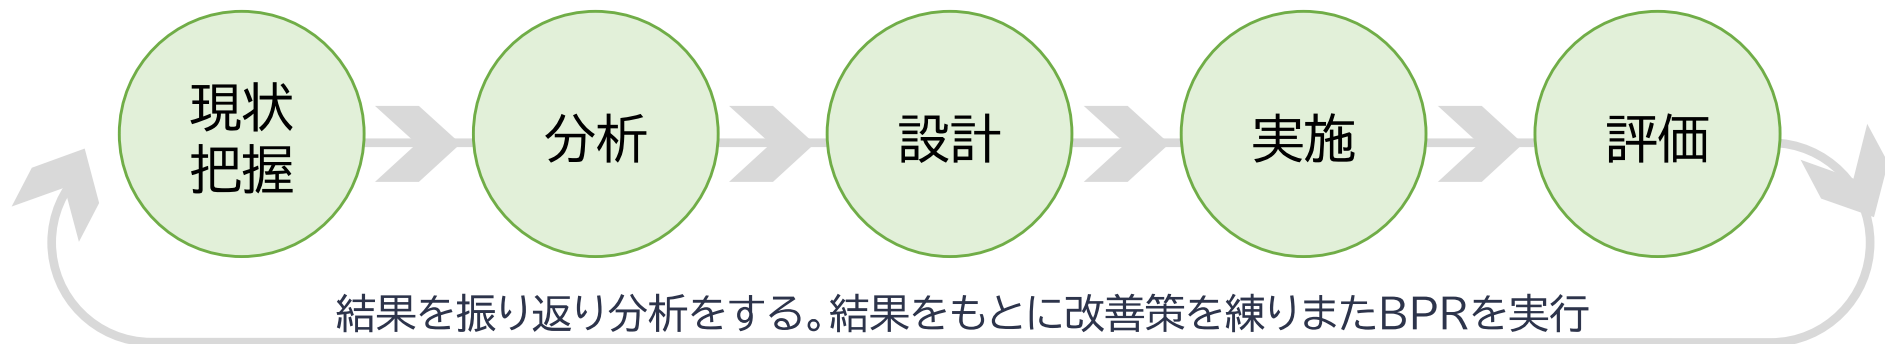 現状
把握
分析
設計
実施
評価
結果を振り返り分析をする。結果をもとに改善策を練りまたBPRを実行